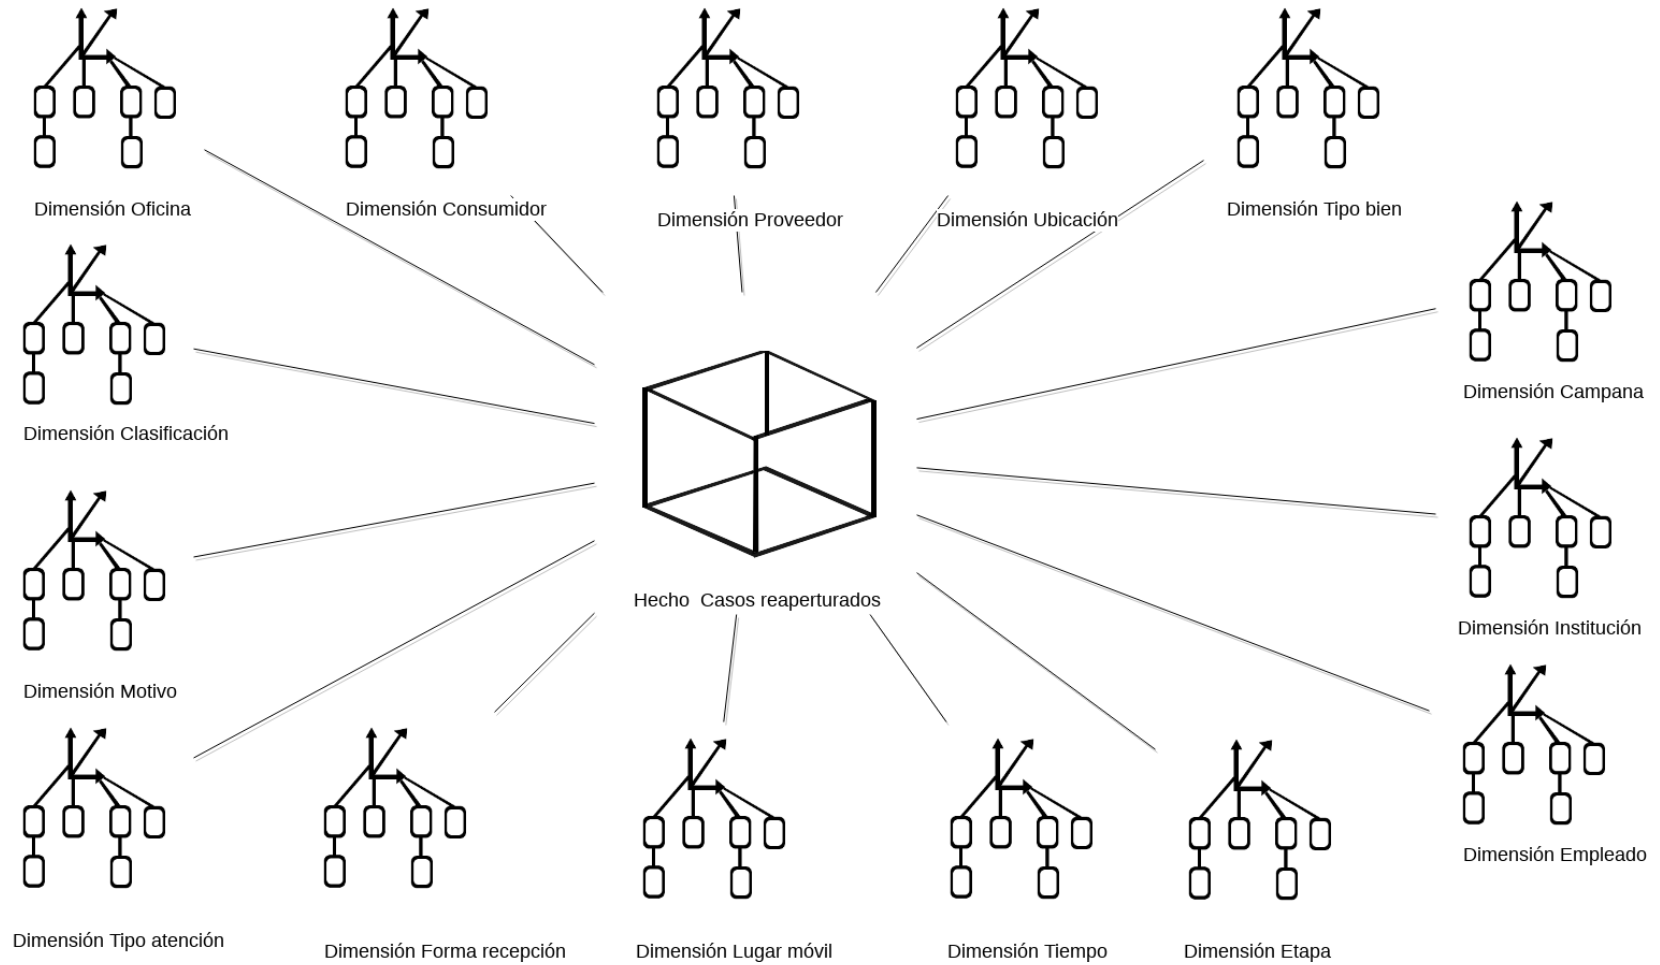 Dimensión Oficina
Dimensión Consumidor
Dimensión Proveedor
Dimensión Ubicación
Dimensión Tipo bien
Dimensión Campana
Dimensión Clasificación
Hecho  Casos reaperturados
Dimensión Institución
Dimensión Motivo
Dimensión Empleado
Dimensión Tipo atención
Dimensión Forma recepción
Dimensión Lugar móvil
Dimensión Tiempo
Dimensión Etapa